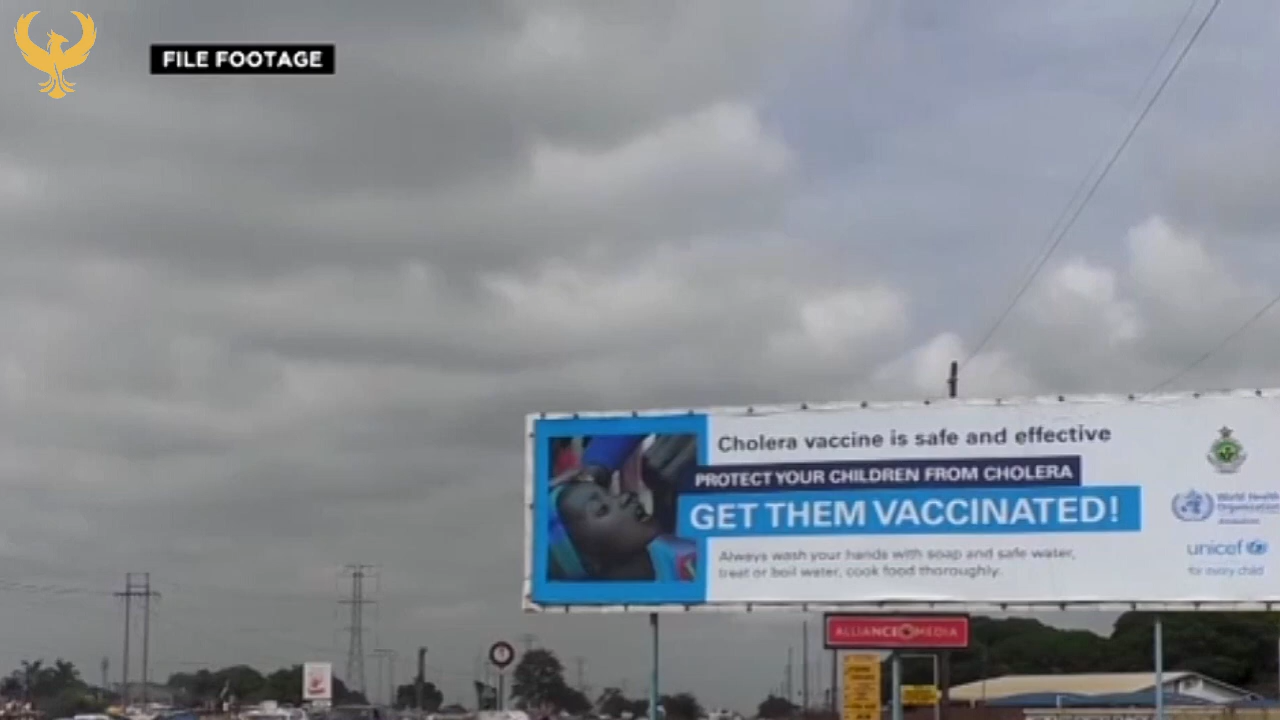 FILE FOOTAGE
Cholera vaccine is safe and effective
PROTECT YOUR CHILDREN FROM CHOLERA
GET THEM VACCINATED!
Always wash your hands with soap and safe water,
treat or boil water, cook food thoroughly.
World Health
Organization
unicef
for every child
ALLIANCE MEDIA